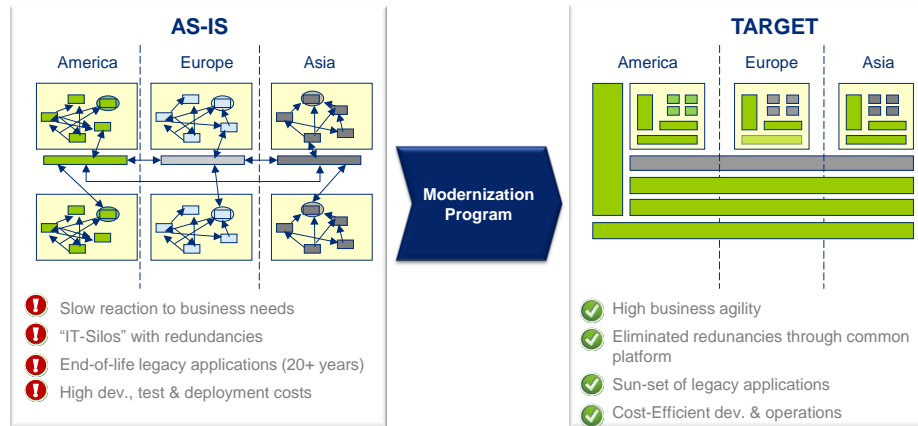 AS-IS
America
Europe
Asia
Slow reaction to business needs
“IT-Silos” with redundancies
End-of-life legacy applications (20+ years)
High dev., test & deployment costs
Modernization
Program
TARGET
America
Europe
Asia
High business agility
Eliminated redunancies through common
platform
Sun-set of legacy applications
Cost-Efficient dev. & operations